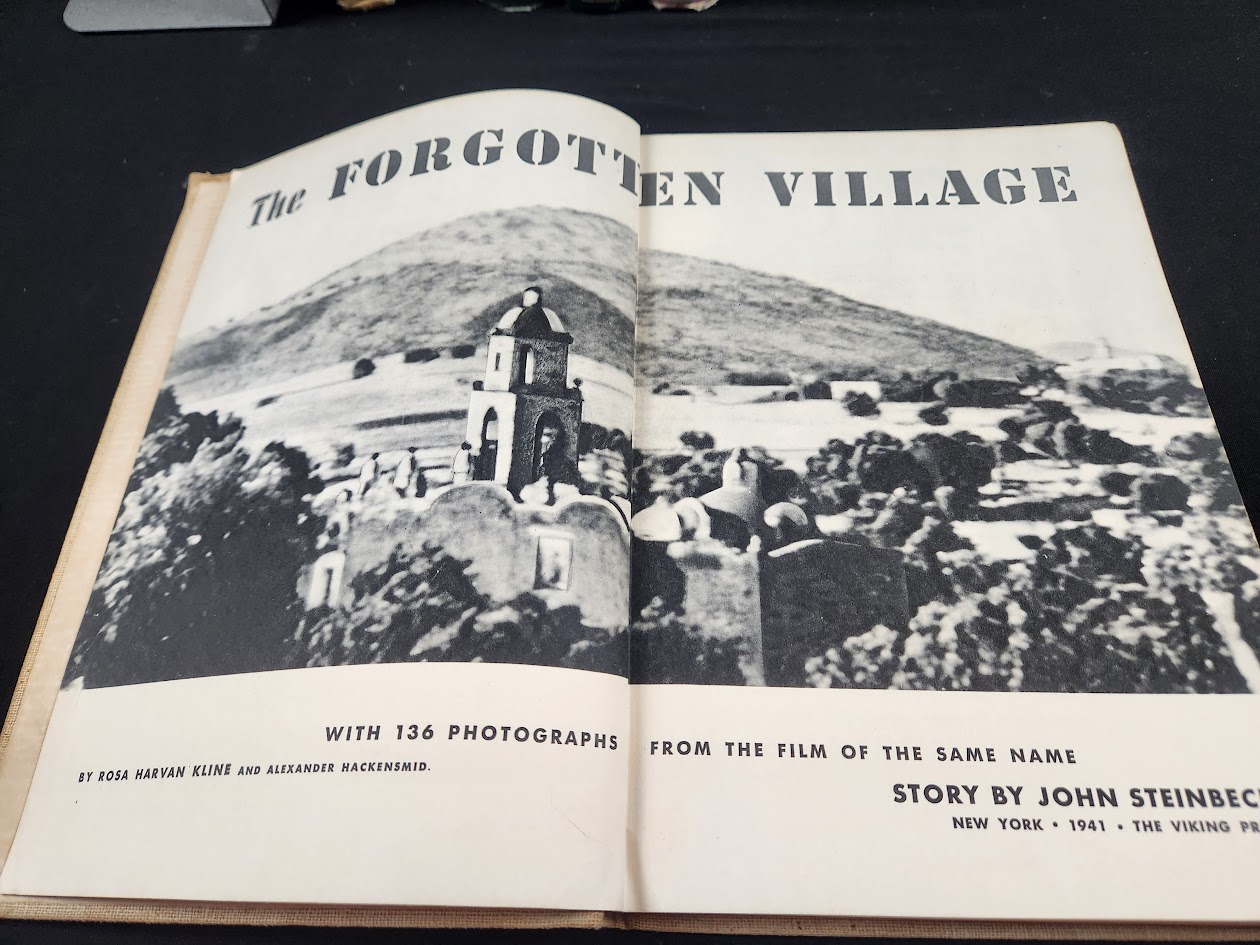 The FORGOTTEN VILLAGE
WITH 136 PHOTOGRAPHS FROM THE FILM OF THE SAME NAME
BY ROSA HARVAN KLINE AND ALEXANDER HACKENSMID.
STORY BY JOHN STEINBEC
NEW YORK • 1941 • THE VIKING PR